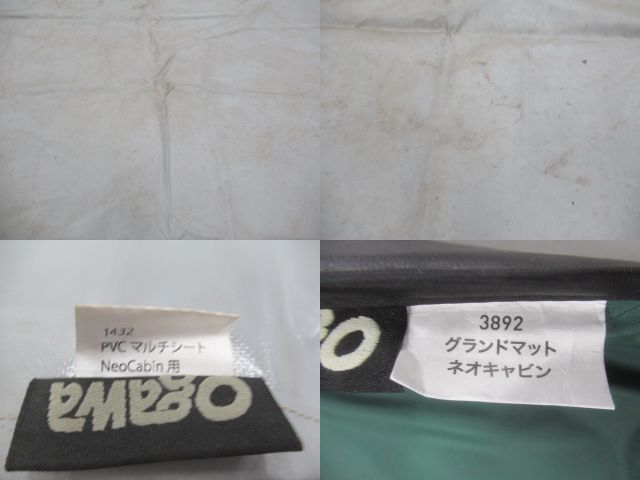 1432
PVC マルチシート
NeoCabin 用
ogawa
3892
グランドマット
ネオキャビン